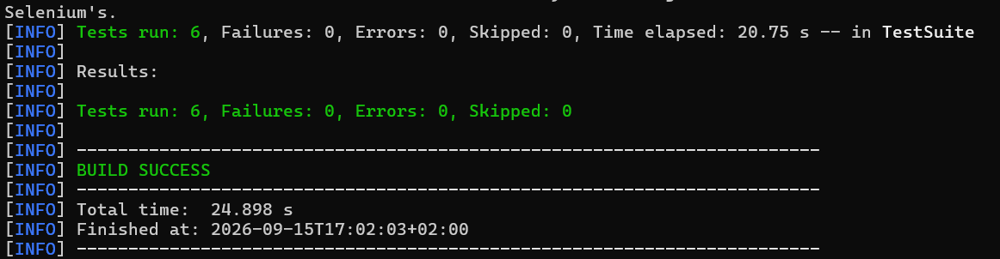 Selenium's.
[INFO] Tests run: 6, Failures: 0, Errors: 0, Skipped: 0, Time elapsed: 20.75 s -- in TestSuite
[INFO]
[INFO] Results:
[INFO]
[INFO] Tests run: 6, Failures: 0, Errors: 0, Skipped: 0
[INFO]
[INFO] ------------------------------------------------------------------------
[INFO] BUILD SUCCESS
[INFO] ------------------------------------------------------------------------
[INFO] Total time:  24.898 s
[INFO] Finished at: 2026-09-15T17:02:03+02:00
[INFO] ------------------------------------------------------------------------